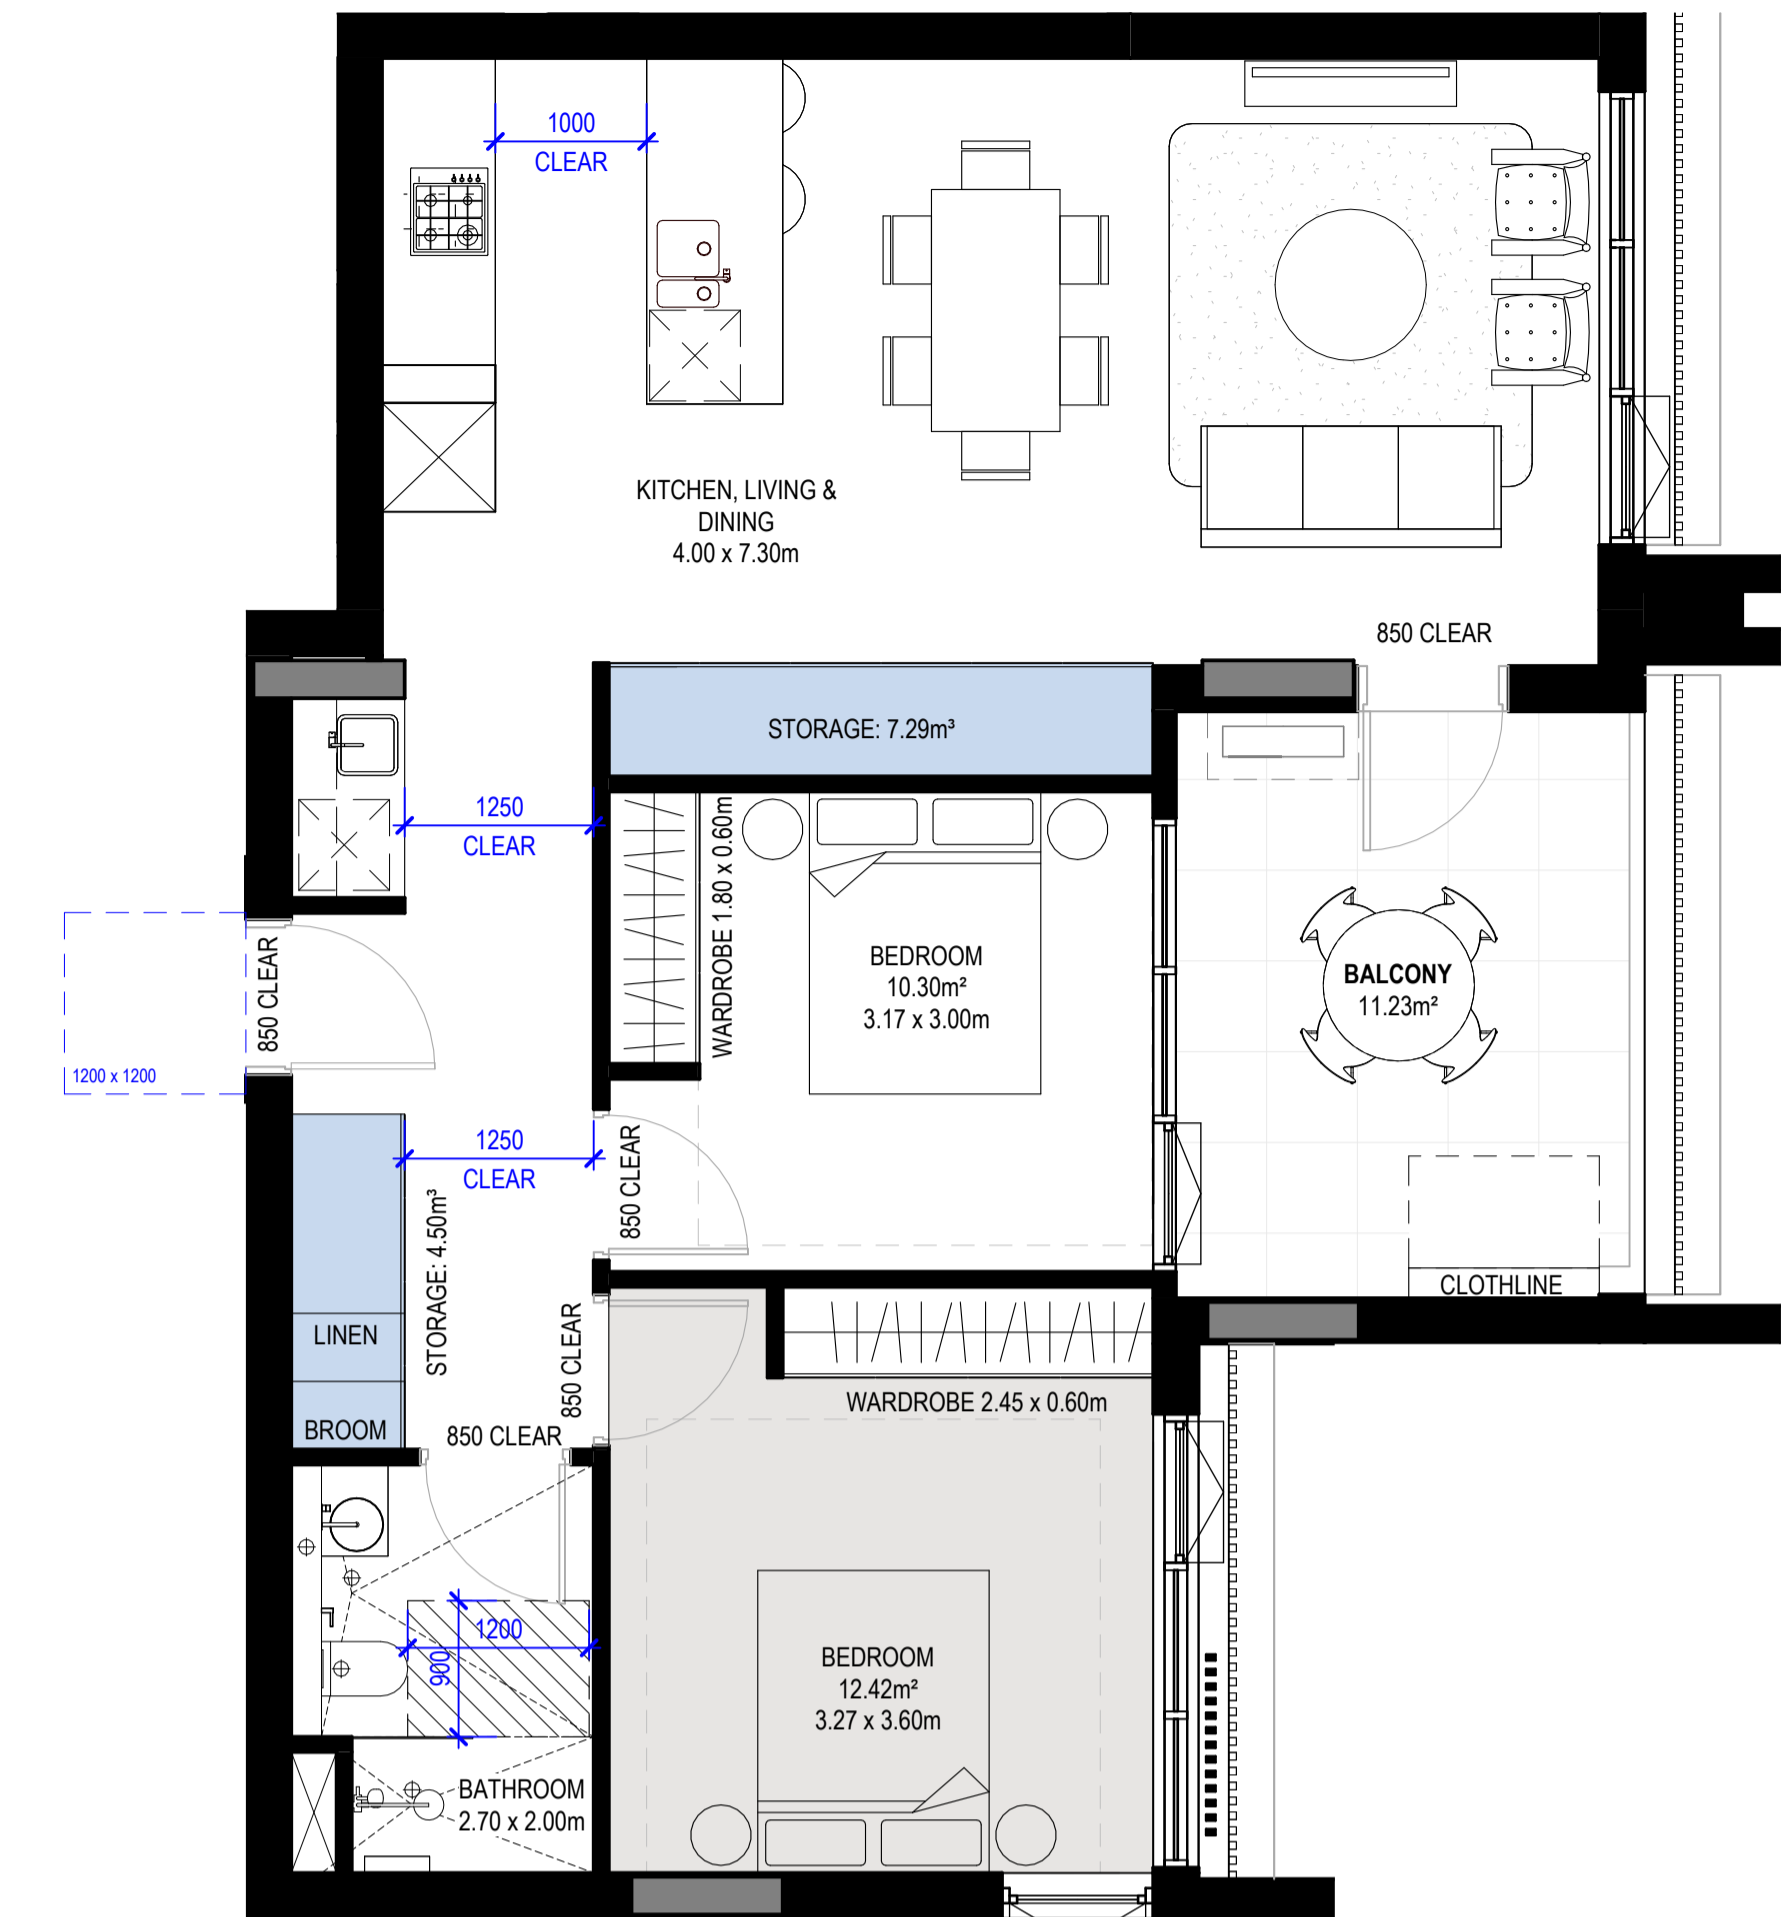 1000
CLEAR
KITCHEN, LIVING &
DINING
4.00 x 7.30m
850 CLEAR
STORAGE: 7.29m³
1250
CLEAR
WARDROBE 1.80 x 0.60m
BEDROOM
10.30m²
3.17 x 3.00m
BALCONY
11.23m²
850 CLEAR
1200 x 1200
1250
CLEAR
850 CLEAR
STORAGE: 4.50m³
LINEN
BROOM
850 CLEAR
850 CLEAR
CLOTHLINE
WARDROBE 2.45 x 0.60m
1200
900
BEDROOM
12.42m²
3.27 x 3.60m
BATHROOM
2.70 x 2.00m